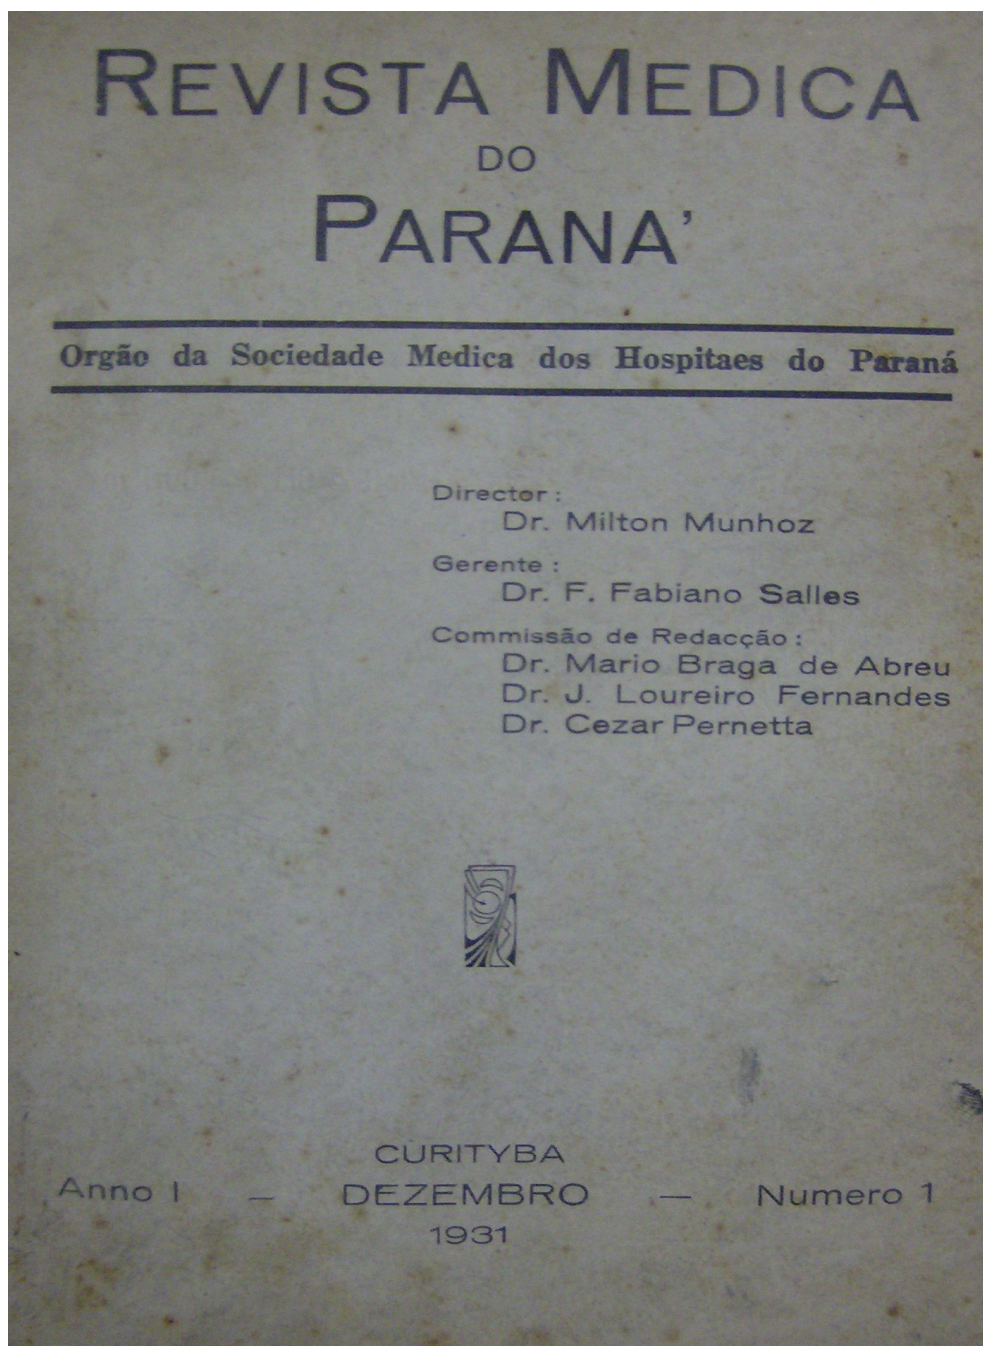 REVISTA MEDICA
DO
PARANA'
Orgão da Sociedade Medica dos Hospitaes do Paraná
Director :
Dr. Milton Munhoz
Gerente :
Dr. F. Fabiano Salles
Commissão de Redacção :
Dr. Mario Braga de Abreu
Dr. J. Loureiro Fernandes
Dr. Cezar Pernetta
CURITYBA
Anno I — DEZEMBRO — Numero 1
1931